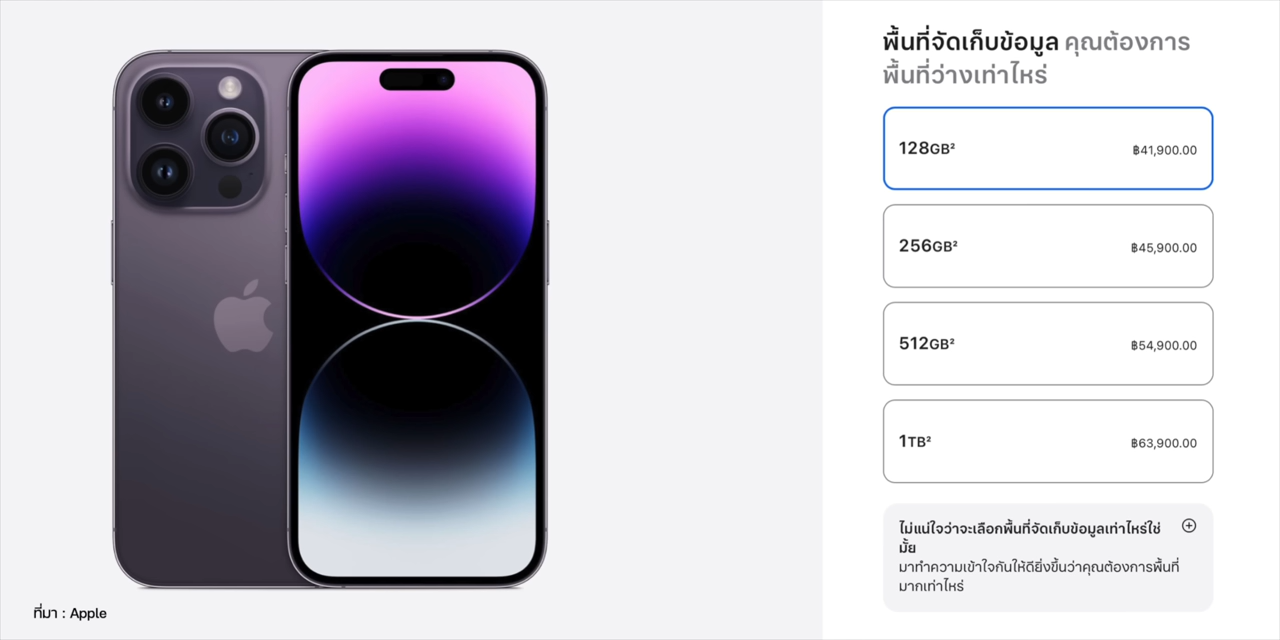 พื้นที่จัดเก็บข้อมูล คุณต้องการ
พื้นที่ว่างเท่าไหร่
128GB² ฿41,900.00
256GB² ฿45,900.00
512GB² ฿54,900.00
1TB² ฿63,900.00
ไม่แน่ใจว่าจะเลือกพื้นที่จัดเก็บข้อมูลเท่าไหร่ใช่
มั้ย
มาทำความเข้าใจกันให้ดียิ่งขึ้นว่าคุณต้องการพื้นที่
มากเท่าไหร่
ที่มา : Apple